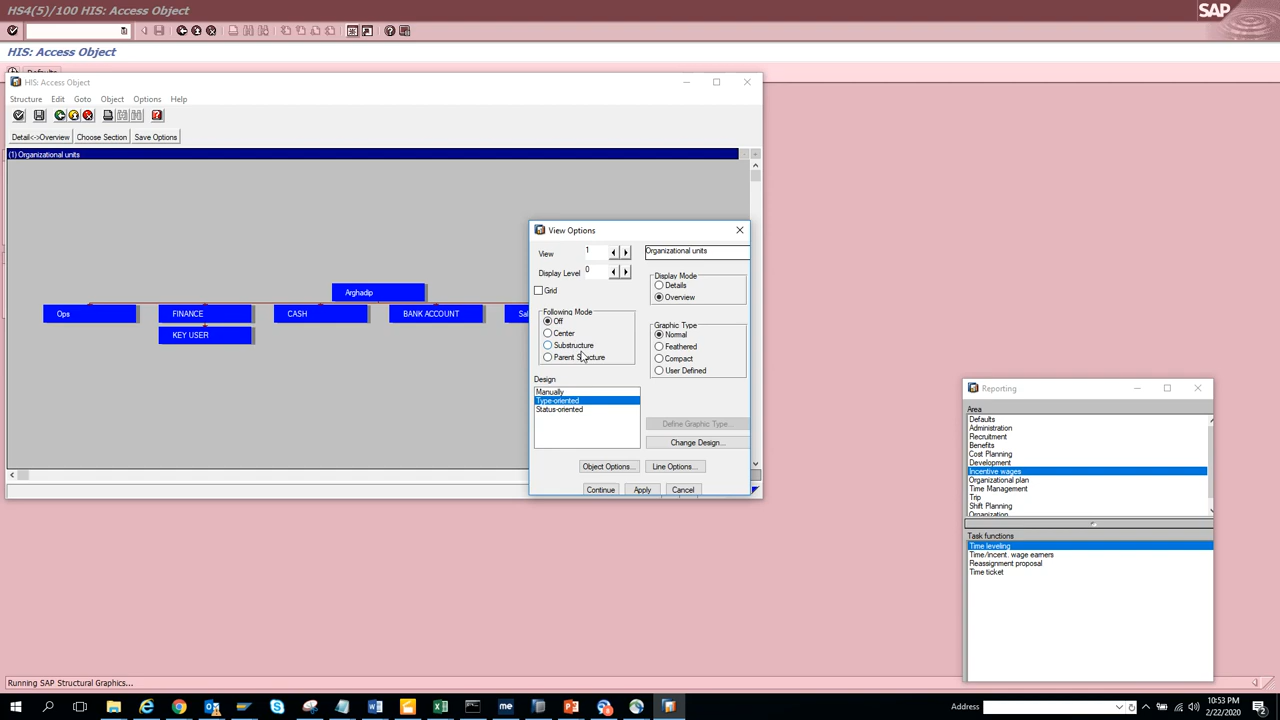 HS4(5)/100 HIS: Access Object
SAP
HIS: Access Object
Defaults
HIS: Access Object
Structure Edit Goto Object Options Help
Detail<->Overview Choose Section Save Options
(1) Organizational units
Arghadip
Ops FINANCE CASH BANK ACCOUNT Sal
KEY USER
View Options
View 1 Organizational units
Display Level 0
Grid
Display Mode
Details
Overview
Following Mode
Off
Center
Substructure
Parent Structure
Graphic Type
Normal
Feathered
Compact
User Defined
Design
Manually
Type-oriented
Status-oriented
Define Graphic Type...
Change Design...
Object Options... Line Options...
Continue Apply Cancel
Reporting
Area
Defaults
Administration
Recruitment
Benefits
Cost Planning
Development
Incentive wages
Organizational plan
Time Management
Trip
Shift Planning
Organization
Task functions
Time leveling
Time/incent. wage earners
Reassignment proposal
Time ticket
Running SAP Structural Graphics...
Address
10:53 PM
2/22/2020